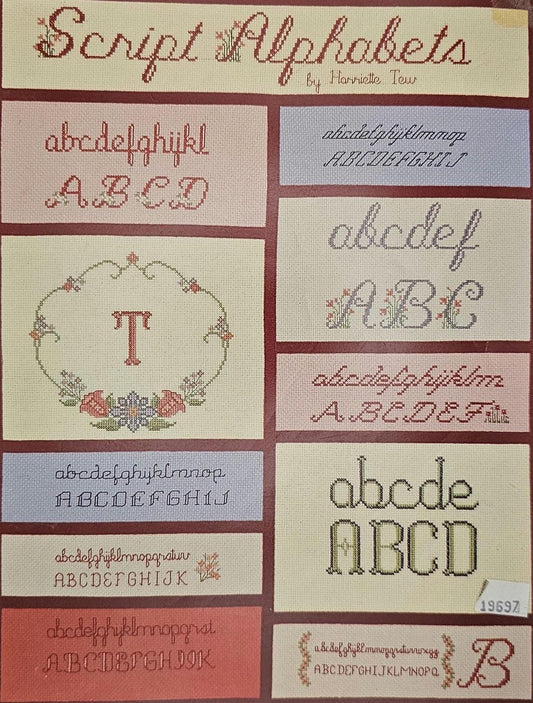 Script Alphabets
by Harriette Tew
abcdefghijkl
ABCD
T
abcdefghijklmnop
ABCDEFGHIJ
abcdefghijklmnopqrstuv
ABCDEFGHIJK
abcdefghijklmnopqrst
ABCDEFGHIJK
abcdefghijklmnop
ABCDEFGHIJ
abcdef
ABC
abcdefghijklm
ABCDEF
abcde
ABCD
19697
abcdefghijklmnopqrstuvwxyz
ABCDEFGHIJKLMNOPQ
B